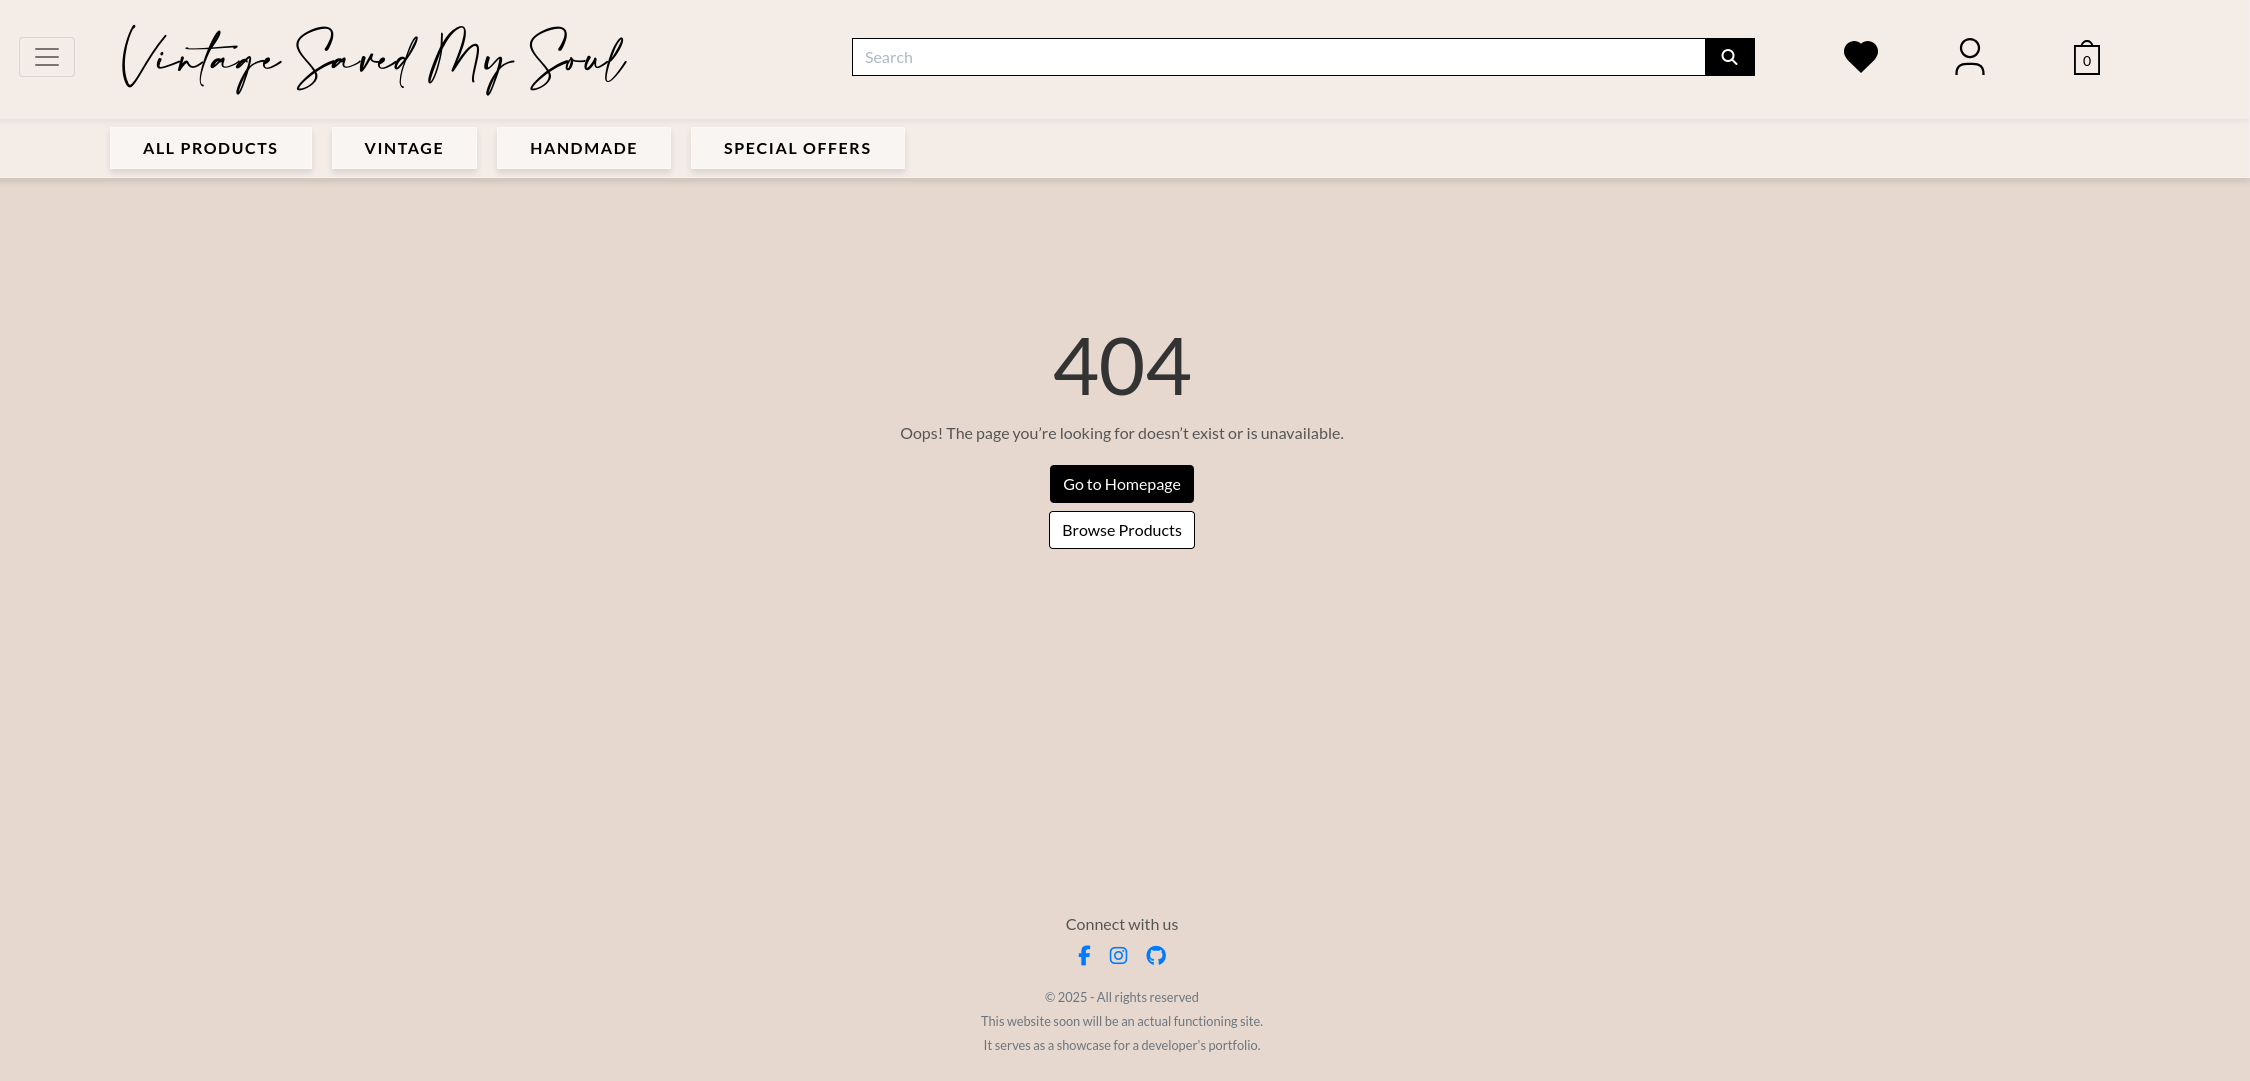 Vintage Saved My Soul
Search
0
ALL PRODUCTS
VINTAGE
HANDMADE
SPECIAL OFFERS
404
Oops! The page you’re looking for doesn’t exist or is unavailable.
Go to Homepage
Browse Products
Connect with us
© 2025 - All rights reserved
This website soon will be an actual functioning site.
It serves as a showcase for a developer's portfolio.